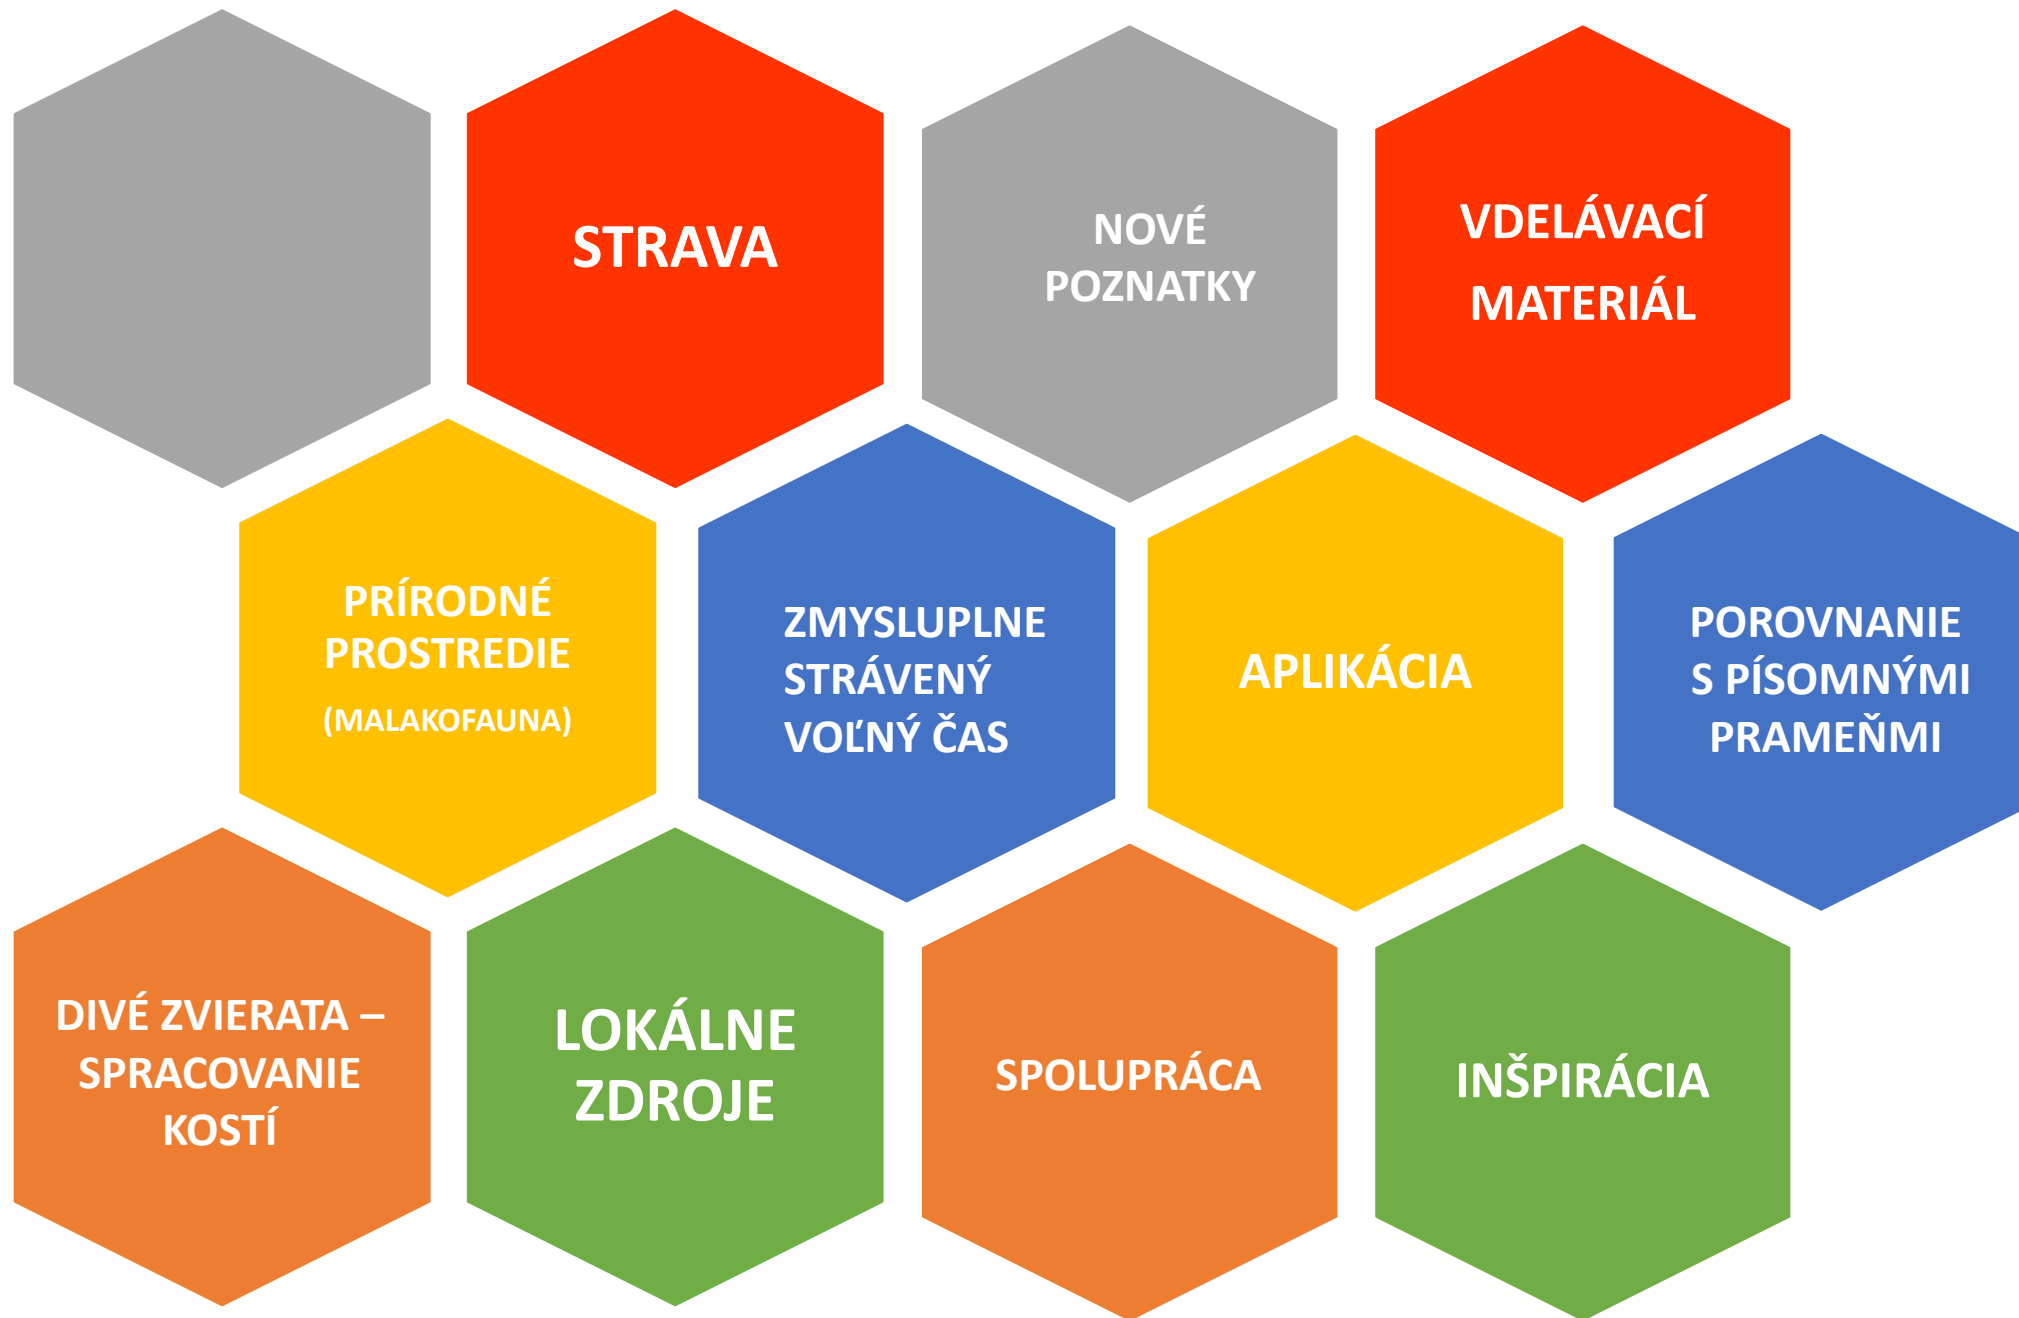 STRAVA
NOVÉ
POZNATKY
VDELÁVACÍ
MATERIÁL
PRÍRODNÉ
PROSTREDIE
(MALAKOFAUNA)
ZMYSLUPLNE
STRÁVENÝ
VOĽNÝ ČAS
APLIKÁCIA
POROVNANIE
S PÍSOMNÝMI
PRAMEŇMI
DIVÉ ZVIERATA –
SPRACOVANIE
KOSTÍ
LOKÁLNE
ZDROJE
SPOLUPRÁCA
INŠPIRÁCIA